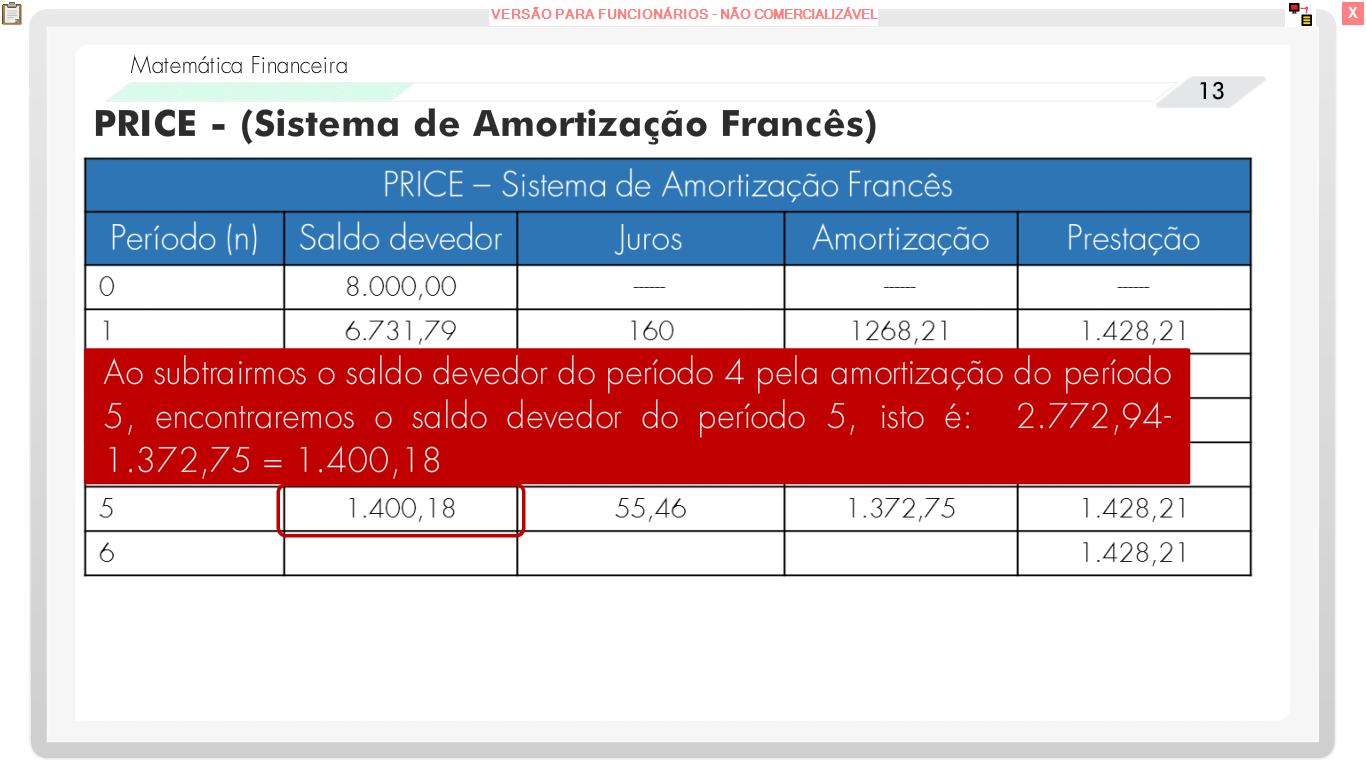 VERSÃO PARA FUNCIONÁRIOS - NÃO COMERCIALIZÁVEL
X
Matemática Financeira
13
PRICE - (Sistema de Amortização Francês)
PRICE – Sistema de Amortização Francês
Período (n) Saldo devedor Juros Amortização Prestação
0 8.000,00 ------ ------ ------
1 6.731,79 160 1268,21 1.428,21
Ao subtrairmos o saldo devedor do período 4 pela amortização do período
5, encontraremos o saldo devedor do período 5, isto é: 2.772,94-
1.372,75 = 1.400,18
5 1.400,18 55,46 1.372,75 1.428,21
6 1.428,21